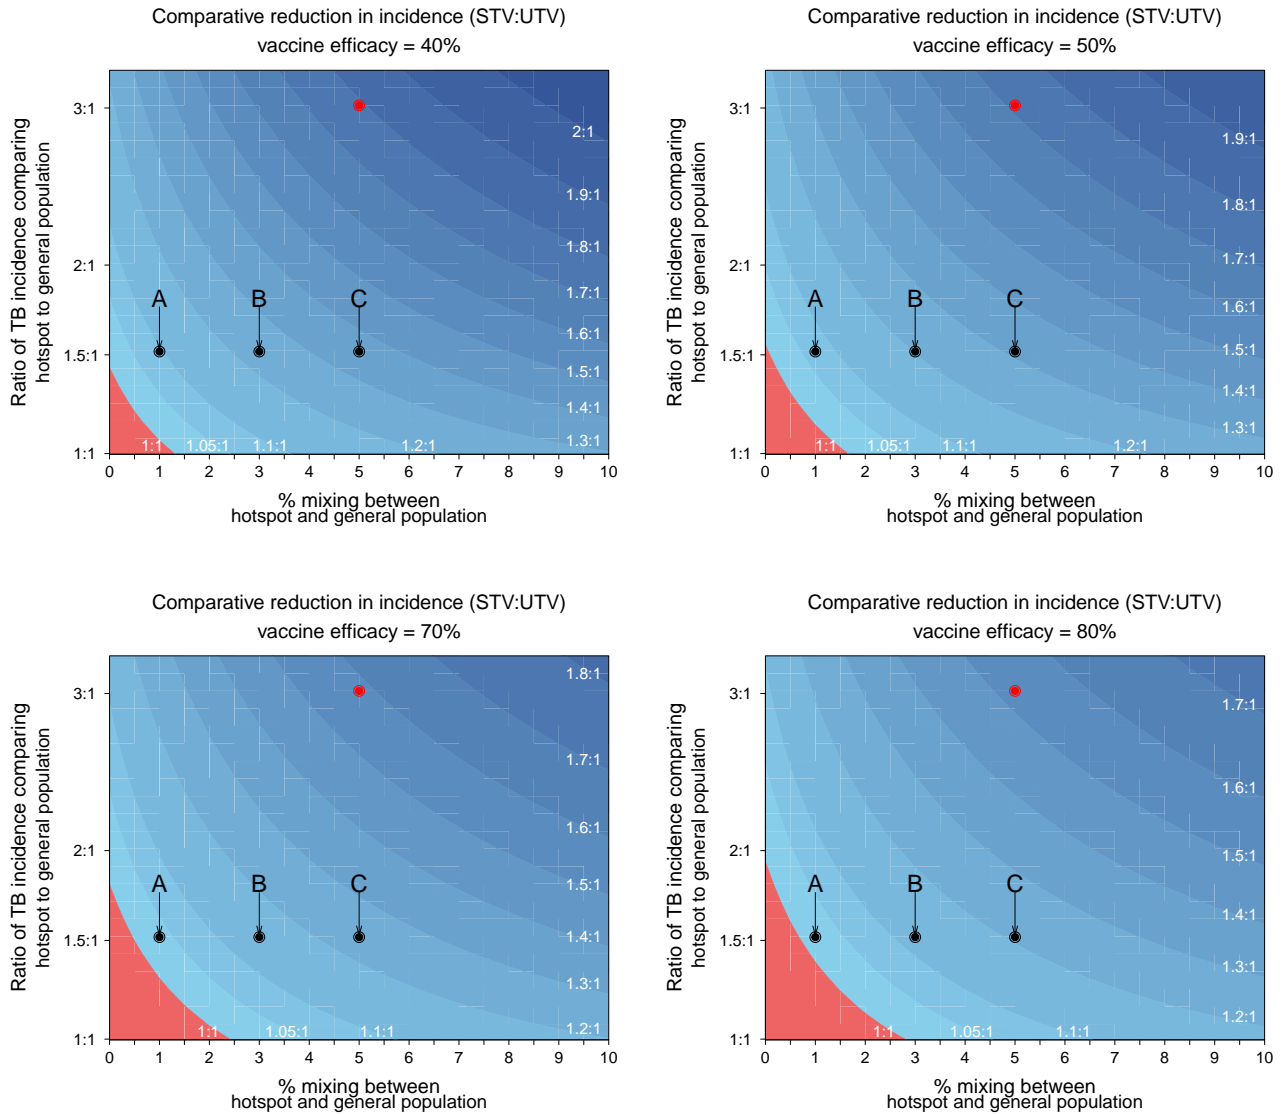 Comparative reduction in incidence (STV:UTV)
vaccine efficacy = 40%
Ratio of TB incidence comparing
hotspot to general population
3:1
2:1
1.5:1
1:1
2:1
1.9:1
1.8:1
1.7:1
1.6:1
1.5:1
1.4:1
1.3:1
A
B
C
1:1
1.05:1
1.1:1
1.2:1
0 1 2 3 4 5 6 7 8 9 10
% mixing between
hotspot and general population
Comparative reduction in incidence (STV:UTV)
vaccine efficacy = 50%
Ratio of TB incidence comparing
hotspot to general population
3:1
2:1
1.5:1
1:1
1.9:1
1.8:1
1.7:1
1.6:1
1.5:1
1.4:1
1.3:1
A
B
C
1:1
1.05:1
1.1:1
1.2:1
0 1 2 3 4 5 6 7 8 9 10
% mixing between
hotspot and general population
Comparative reduction in incidence (STV:UTV)
vaccine efficacy = 70%
Ratio of TB incidence comparing
hotspot to general population
3:1
2:1
1.5:1
1:1
1.8:1
1.7:1
1.6:1
1.5:1
1.4:1
1.3:1
1.2:1
A
B
C
1:1
1.05:1
1.1:1
0 1 2 3 4 5 6 7 8 9 10
% mixing between
hotspot and general population
Comparative reduction in incidence (STV:UTV)
vaccine efficacy = 80%
Ratio of TB incidence comparing
hotspot to general population
3:1
2:1
1.5:1
1:1
1.7:1
1.6:1
1.5:1
1.4:1
1.3:1
1.2:1
A
B
C
1:1
1.05:1
1.1:1
0 1 2 3 4 5 6 7 8 9 10
% mixing between
hotspot and general population